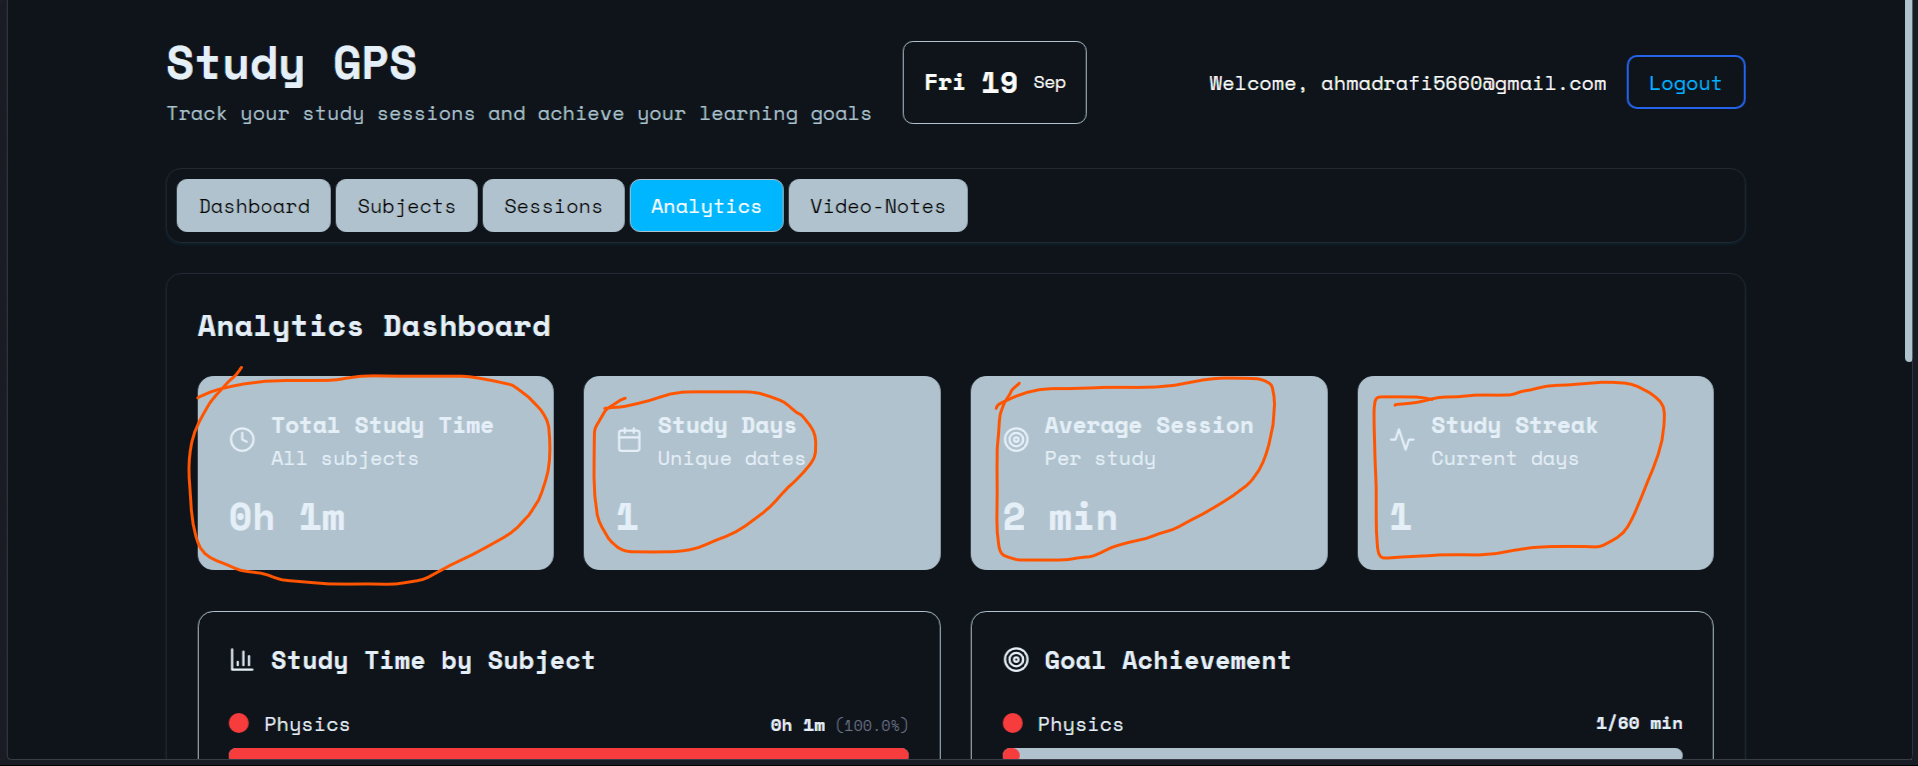 Study GPS
Track your study sessions and achieve your learning goals
Fri 19 Sep
Welcome, ahmadrafi5660@gmail.com
Logout
Dashboard
Subjects
Sessions
Analytics
Video-Notes
Analytics Dashboard
Total Study Time
All subjects
0h 1m
Study Days
Unique dates
1
Average Session
Per study
2 min
Study Streak
Current days
1
Study Time by Subject
Physics
0h 1m (100.0%)
Goal Achievement
Physics
1/60 min